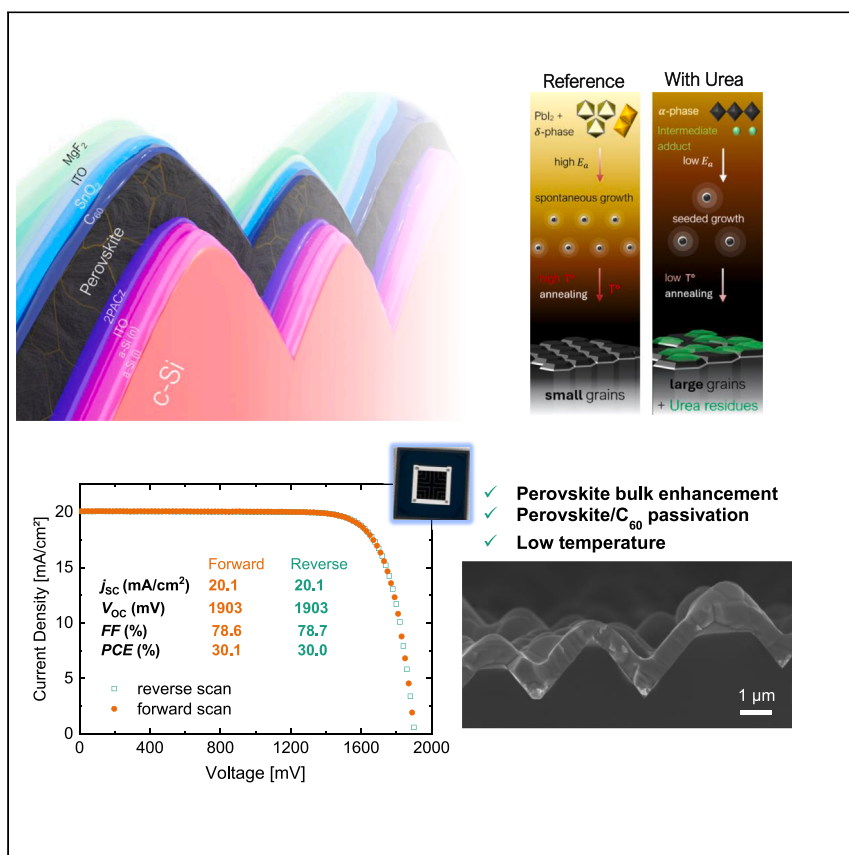 MgF₂
ITO
SnO₂
C₆₀
Perovskite
2PACz
ITO
a-Si (n)
a-Si (i)
c-Si
Reference
PbI₂ +
δ-phase
high Eₐ
spontaneous growth
high T°
T°
annealing
small grains
With Urea
α-phase
Intermediate
adduct
low Eₐ
seeded growth
low T°
annealing
large grains
+ Urea residues
Current Density [mA/cm²]
20
15
10
5
0
Forward Reverse
jSC (mA/cm²) 20.1 20.1
VOC (mV) 1903 1903
FF (%) 78.6 78.7
PCE (%) 30.1 30.0
reverse scan
forward scan
0 400 800 1200 1600 2000
Voltage [mV]
✓ Perovskite bulk enhancement
✓ Perovskite/C₆₀ passivation
✓ Low temperature
1 µm